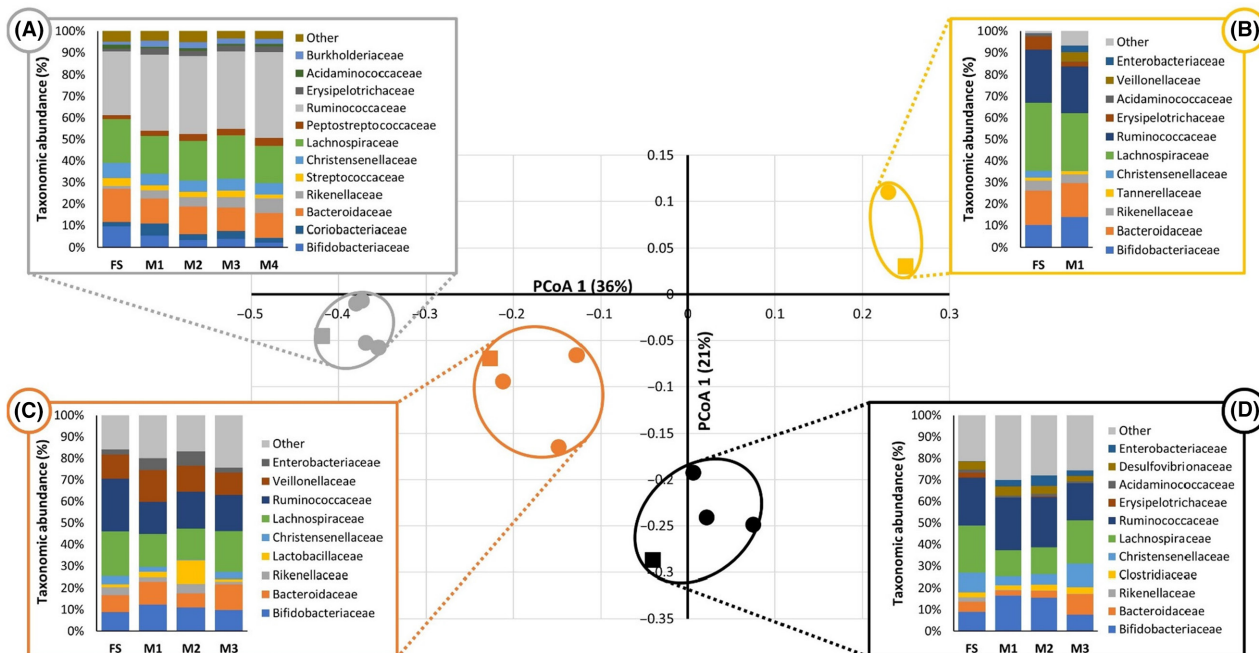 (A)
Taxonomic abundance (%)
100%
90%
80%
70%
60%
50%
40%
30%
20%
10%
0%
FS M1 M2 M3 M4
Other
Burkholderiaceae
Acidaminococcaceae
Erysipelotrichaceae
Ruminococcaceae
Peptostreptococcaceae
Lachnospiraceae
Christensenellaceae
Streptococcaceae
Rikenellaceae
Bacteroidaceae
Coriobacteriaceae
Bifidobacteriaceae
(B)
Taxonomic abundance (%)
100%
90%
80%
70%
60%
50%
40%
30%
20%
10%
0%
FS M1
Other
Enterobacteriaceae
Veillonellaceae
Acidaminococcaceae
Erysipelotrichaceae
Ruminococcaceae
Lachnospiraceae
Christensenellaceae
Tannerellaceae
Rikenellaceae
Bacteroidaceae
Bifidobacteriaceae
0.15
0.1
0.05
0
−0.05
−0.1
−0.15
−0.2
−0.25
−0.3
−0.35
PCoA 1 (36%)
−0.5 −0.4 −0.3 −0.2 −0.1 0 0.1 0.2 0.3
PCoA 1 (21%)
(C)
Taxonomic abundance (%)
100%
90%
80%
70%
60%
50%
40%
30%
20%
10%
0%
FS M1 M2 M3
Other
Enterobacteriaceae
Veillonellaceae
Ruminococcaceae
Lachnospiraceae
Christensenellaceae
Lactobacillaceae
Rikenellaceae
Bacteroidaceae
Bifidobacteriaceae
(D)
Taxonomic abundance (%)
100%
90%
80%
70%
60%
50%
40%
30%
20%
10%
0%
FS M1 M2 M3
Other
Enterobacteriaceae
Desulfovibrionaceae
Acidaminococcaceae
Erysipelotrichaceae
Ruminococcaceae
Lachnospiraceae
Christensenellaceae
Clostridiaceae
Rikenellaceae
Bacteroidaceae
Bifidobacteriaceae